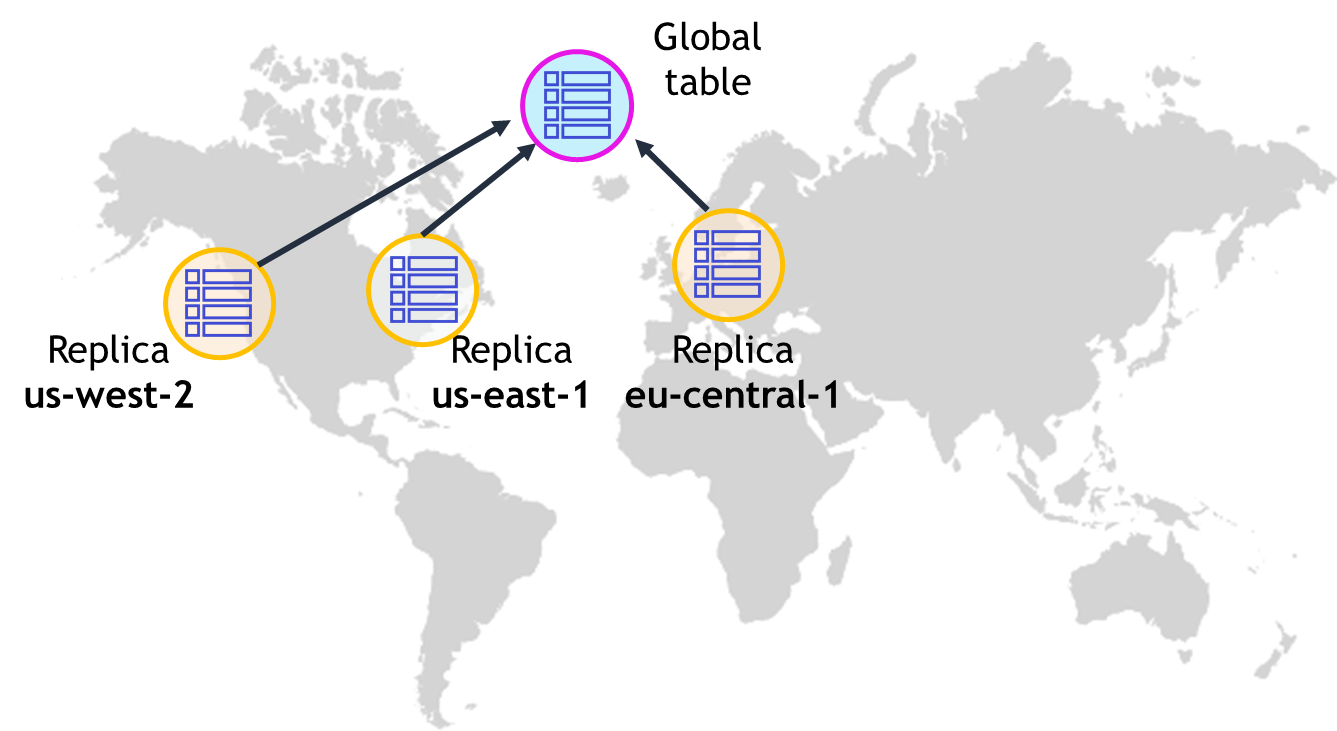 Global
table
Replica
us-west-2
Replica
us-east-1
Replica
eu-central-1